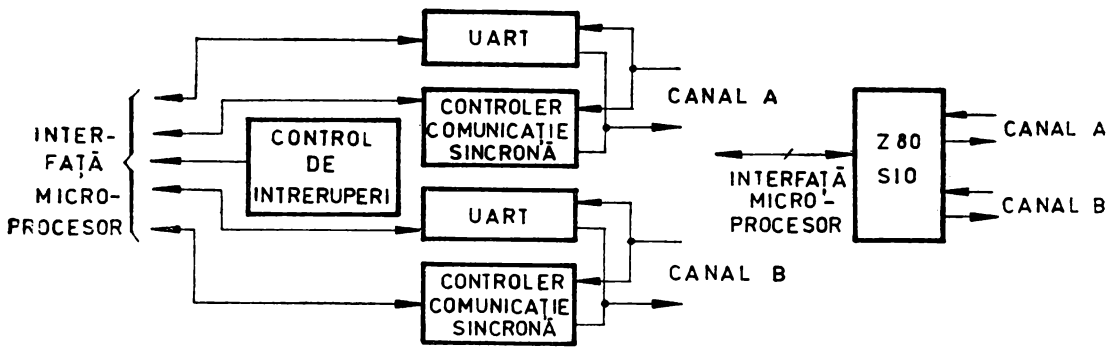 UART
CONTROLER
COMUNICAȚIE
SINCRONĂ
CANAL A
INTER-
FAȚĂ
MICRO-
PROCESOR
CONTROL
DE
INTRERUPERI
UART
CONTROLER
COMUNICAȚIE
SINCRONĂ
CANAL B
INTERFAȚĂ
MICRO-
PROCESOR
Z80
SIO
CANAL A
CANAL B